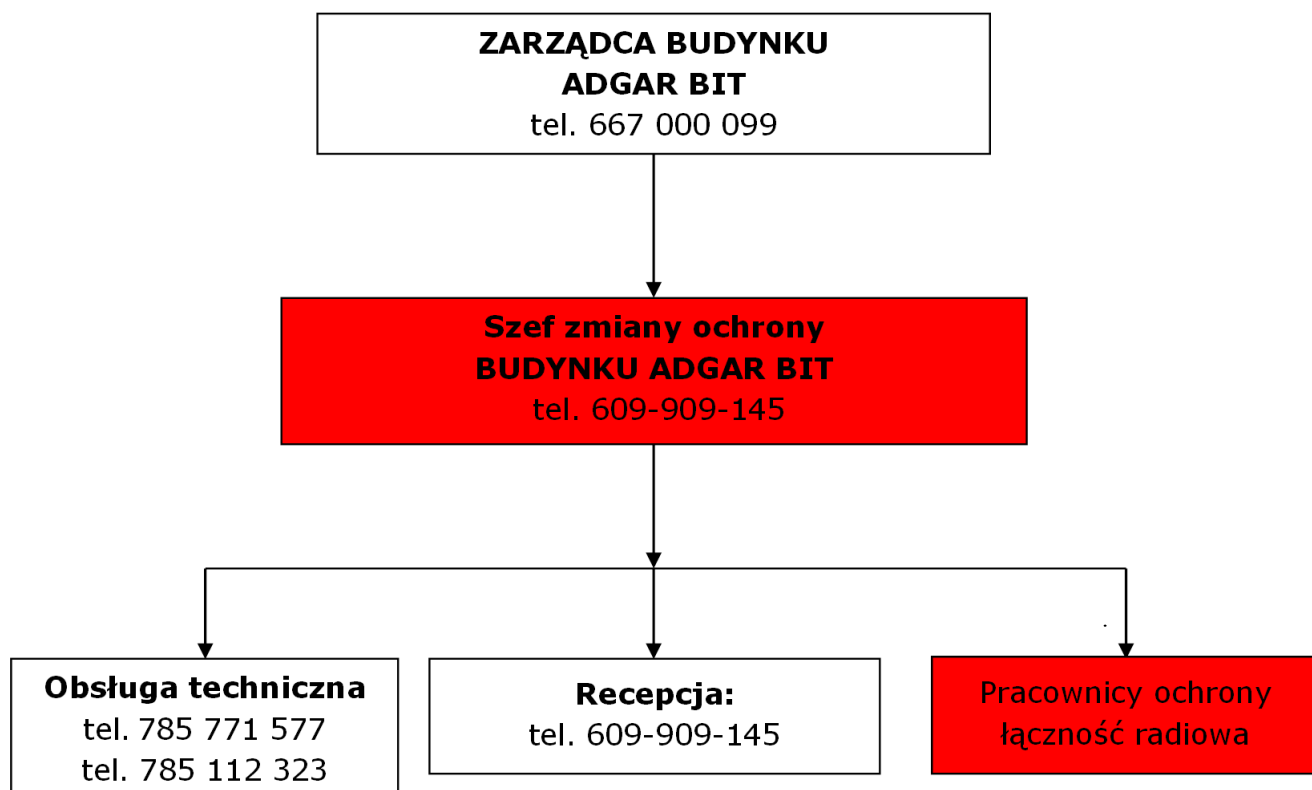 ZARZĄDCA BUDYNKU
ADGAR BIT
tel. 667 000 099
Szef zmiany ochrony
BUDYNKU ADGAR BIT
tel. 609-909-145
Obsługa techniczna
tel. 785 771 577
tel. 785 112 323
Recepcja:
tel. 609-909-145
Pracownicy ochrony
łączność radiowa